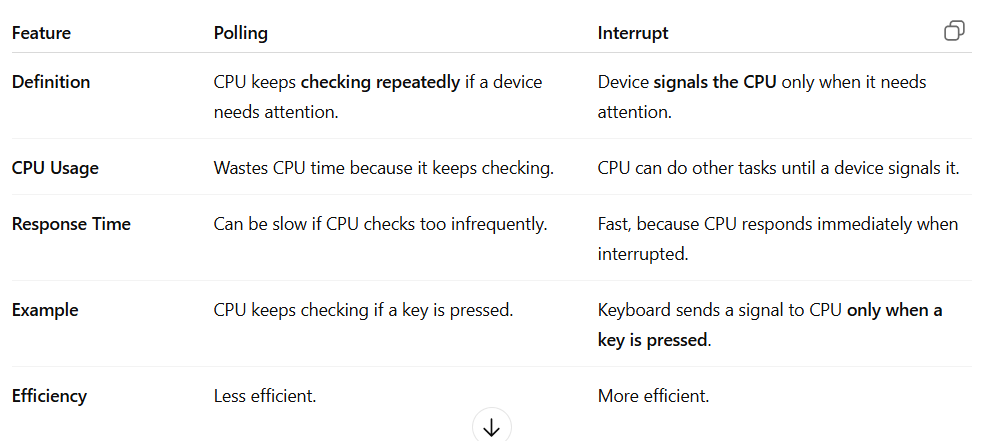 Feature Polling Interrupt
Definition CPU keeps checking repeatedly if a device Device signals the CPU only when it needs
needs attention. attention.
CPU Usage Wastes CPU time because it keeps checking. CPU can do other tasks until a device signals it.
Response Time Can be slow if CPU checks too infrequently. Fast, because CPU responds immediately when
interrupted.
Example CPU keeps checking if a key is pressed. Keyboard sends a signal to CPU only when a
key is pressed.
Efficiency Less efficient. More efficient.